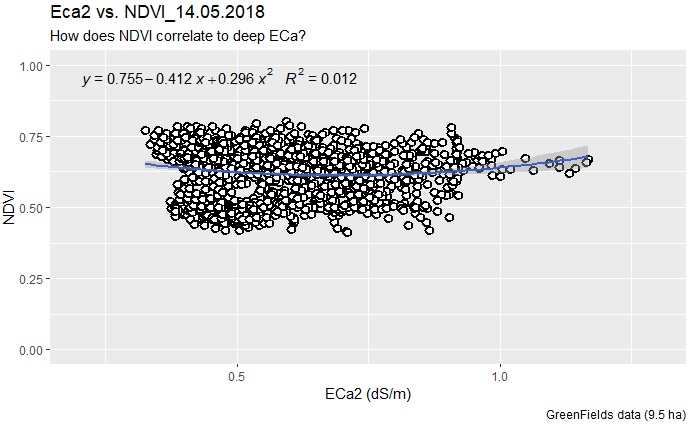 Eca2 vs. NDVI_14.05.2018
How does NDVI correlate to deep ECa?
y = 0.755 − 0.412 x + 0.296 x² R² = 0.012
1.00
0.75
0.50
0.25
0.00
NDVI
0.5 1.0
ECa2 (dS/m)
GreenFields data (9.5 ha)